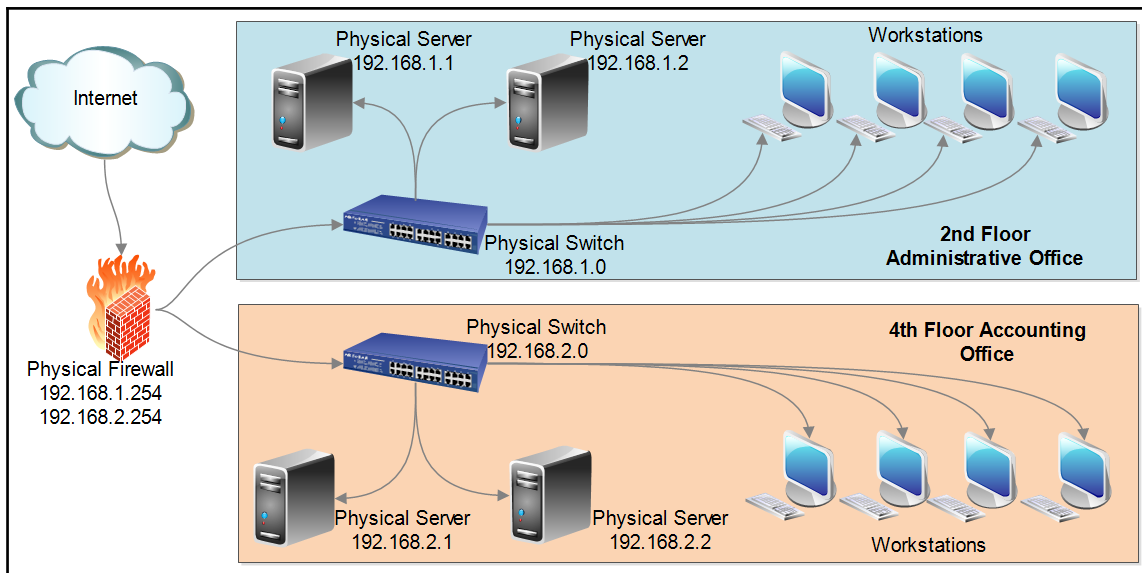 Internet
Physical Firewall
192.168.1.254
192.168.2.254
Physical Server
192.168.1.1
Physical Server
192.168.1.2
Workstations
Physical Switch
192.168.1.0
2nd Floor
Administrative Office
Physical Switch
192.168.2.0
4th Floor Accounting
Office
Physical Server
192.168.2.1
Physical Server
192.168.2.2
Workstations